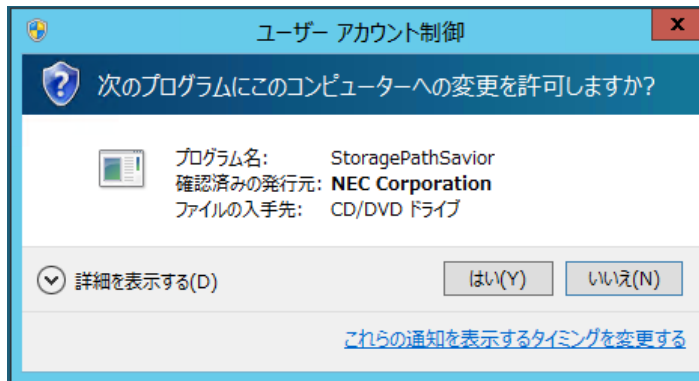 ユーザー アカウント制御
x
次のプログラムにこのコンピューターへの変更を許可しますか?
プログラム名: StoragePathSavior
確認済みの発行元: NEC Corporation
ファイルの入手先: CD/DVD ドライブ
詳細を表示する(D) はい(Y) いいえ(N)
これらの通知を表示するタイミングを変更する